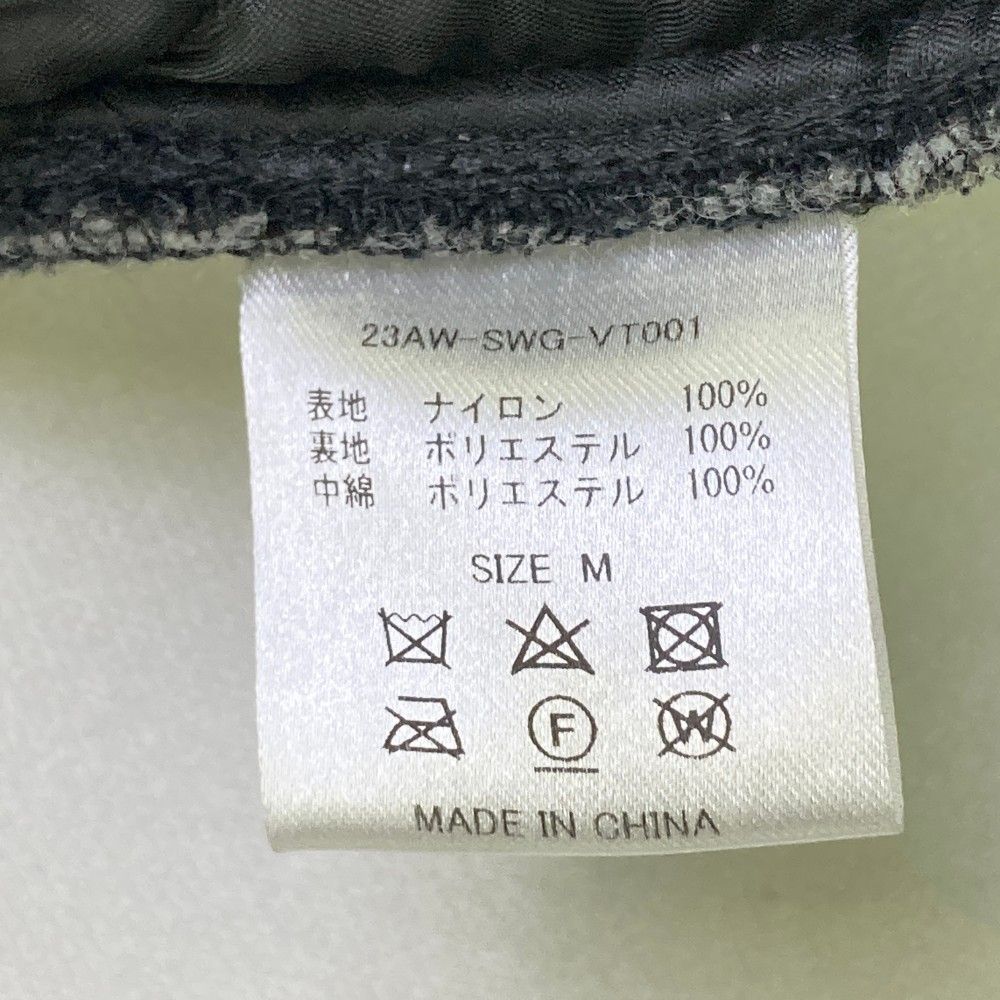 23AW-SWG-VT001
表地 ナイロン 100%
裏地 ポリエステル 100%
中綿 ポリエステル 100%
SIZE M
F W
MADE IN CHINA